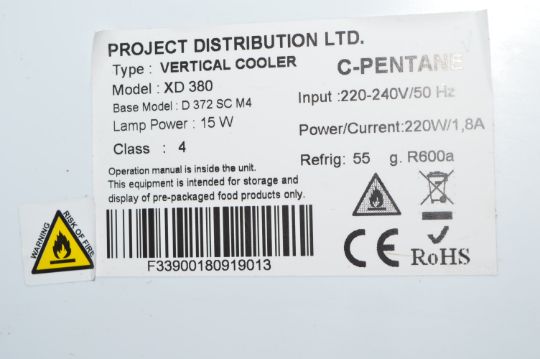 PROJECT DISTRIBUTION LTD.
Type : VERTICAL COOLER
C-PENTANE
Model : XD 380
Input :220-240V/50 Hz
Base Model : D 372 SC M4
Lamp Power : 15 W
Power/Current:220W/1,8A
Class : 4
Refrig: 55 g. R600a
Operation manual is inside the unit.
This equipment is intended for storage and
display of pre-packaged food products only.
WARNING
RISK OF FIRE
CE
RoHS
F33900180919013